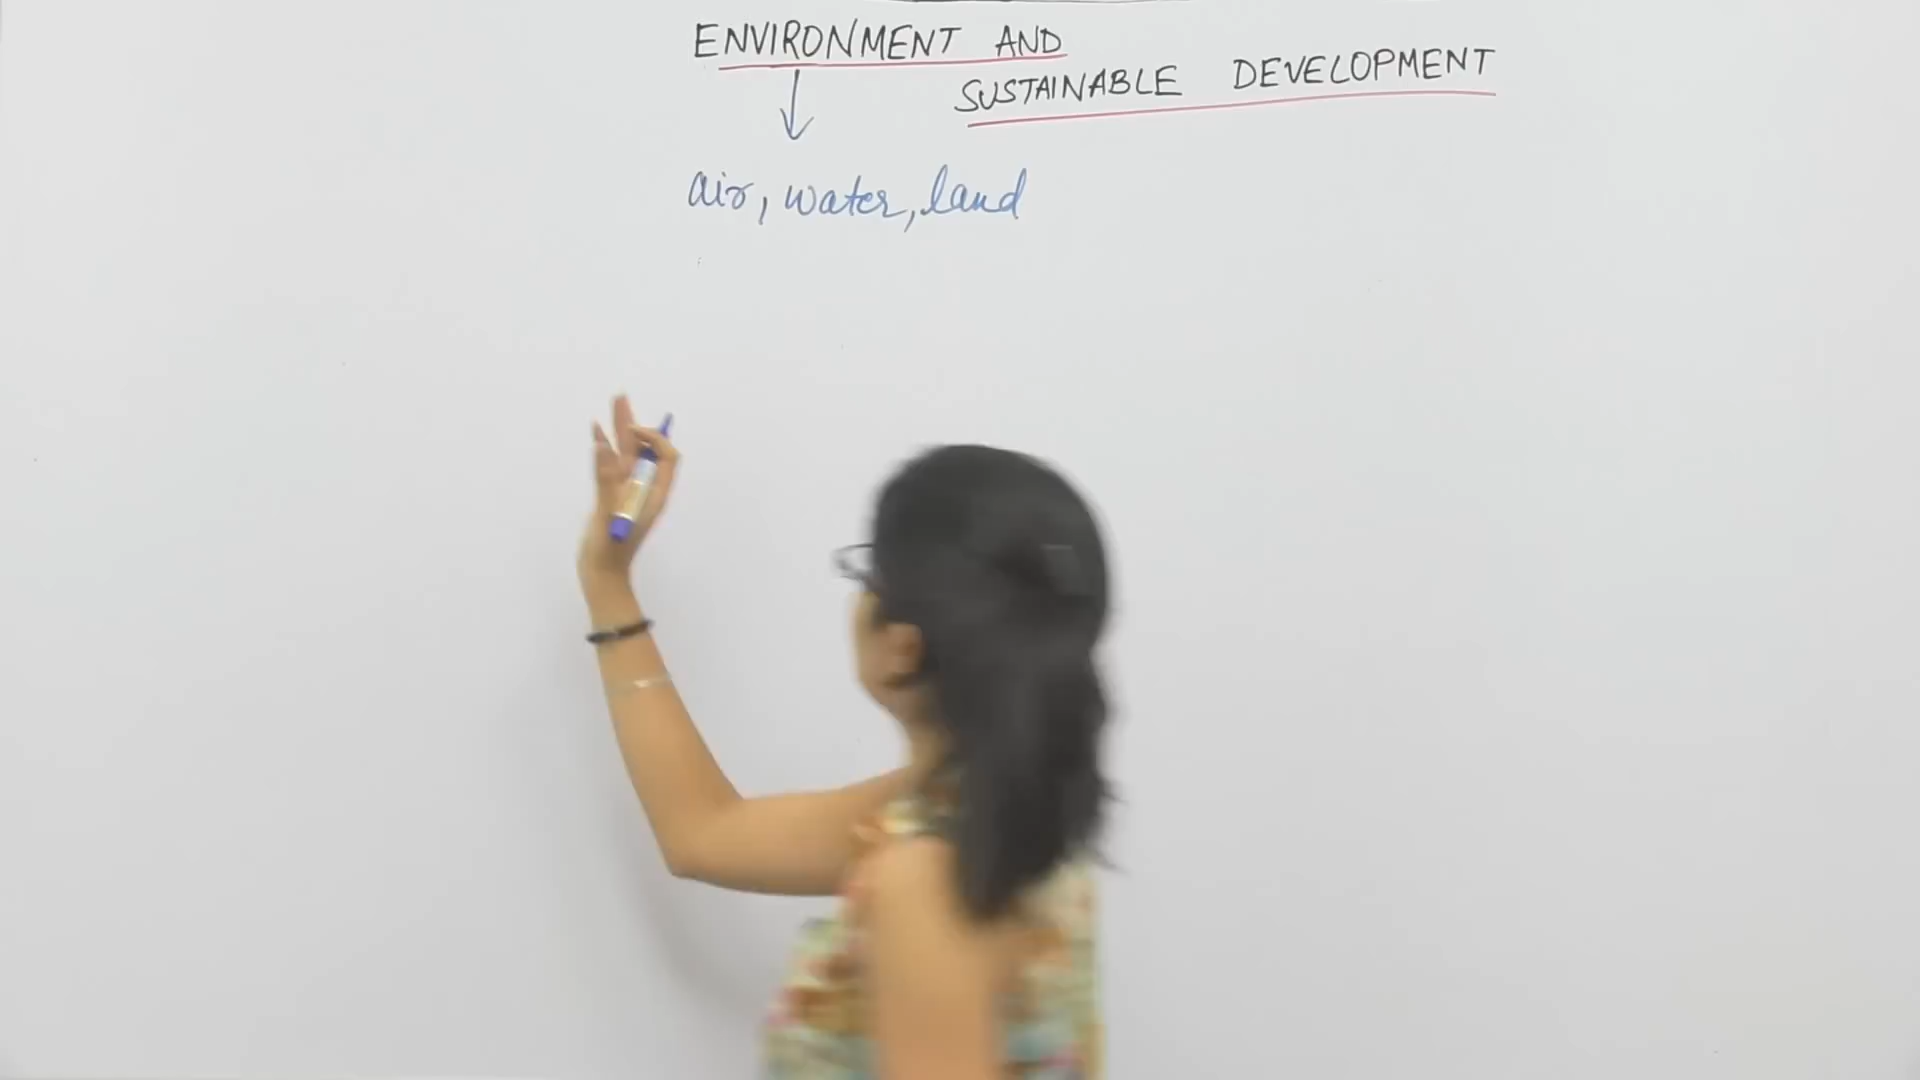 ENVIRONMENT AND
SUSTAINABLE DEVELOPMENT
air, water, land